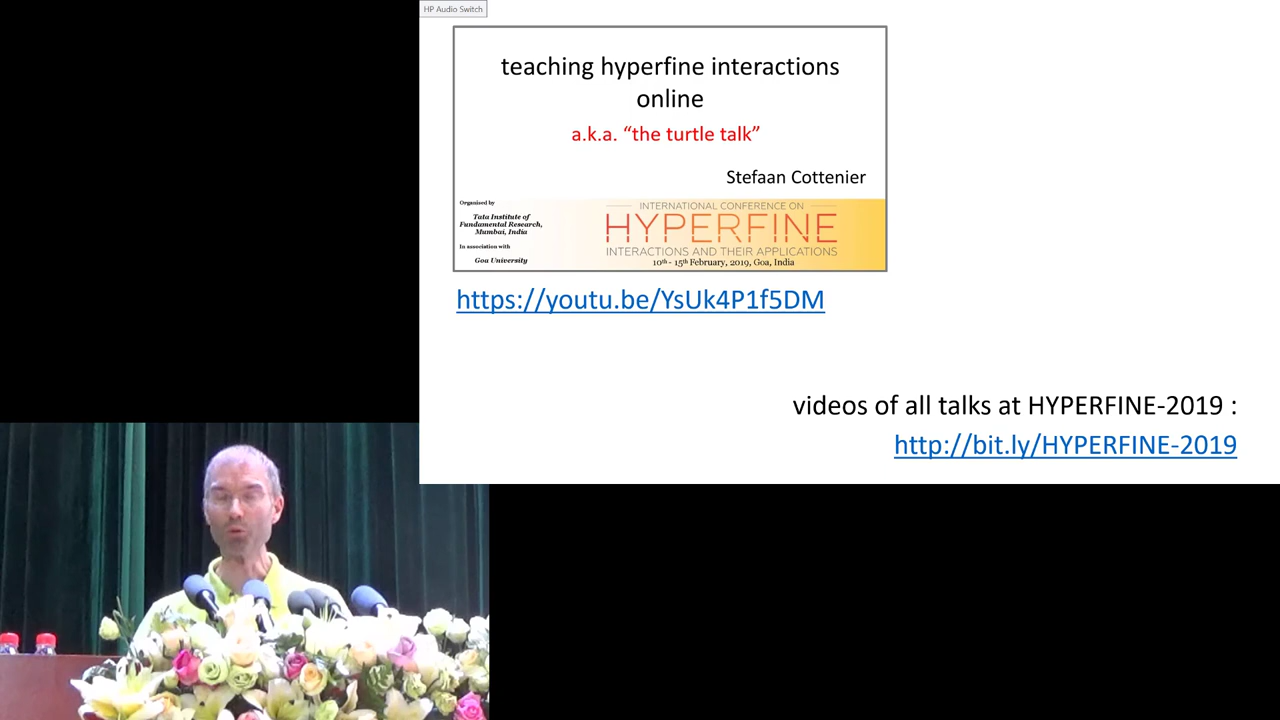 HP Audio Switch
teaching hyperfine interactions
online
a.k.a. “the turtle talk”
Stefaan Cottenier
Organised by
Tata Institute of
Fundamental Research,
Mumbai, India
In association with
Goa University
INTERNATIONAL CONFERENCE ON
HYPERFINE
INTERACTIONS AND THEIR APPLICATIONS
10th - 15th February, 2019, Goa, India
https://youtu.be/YsUk4P1f5DM
videos of all talks at HYPERFINE-2019 :
http://bit.ly/HYPERFINE-2019